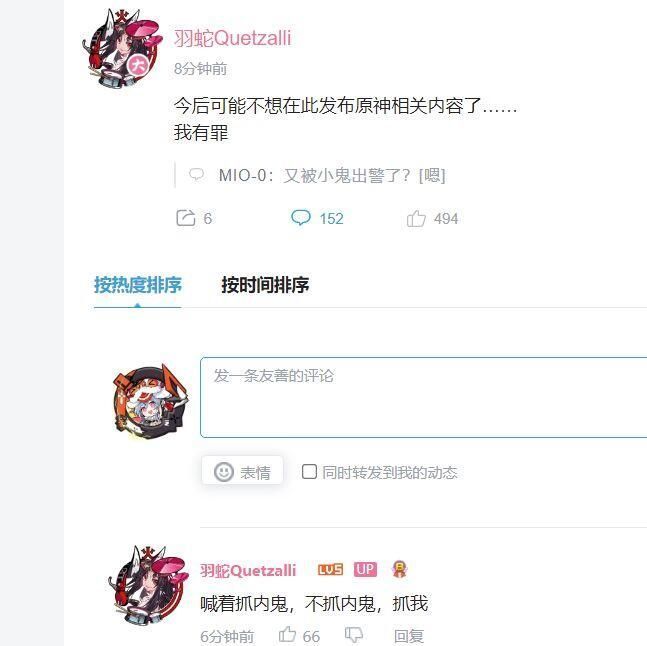 羽蛇Quetzalli
大
8分钟前
今后可能不想在此发布原神相关内容了……
我有罪
MIO-0：又被小鬼出警了？[嗯]
6 152 494
按热度排序 按时间排序
发一条友善的评论
表情 同时转发到我的动态
羽蛇Quetzalli LV5 UP
喊着抓内鬼，不抓内鬼，抓我
6分钟前 66 回复